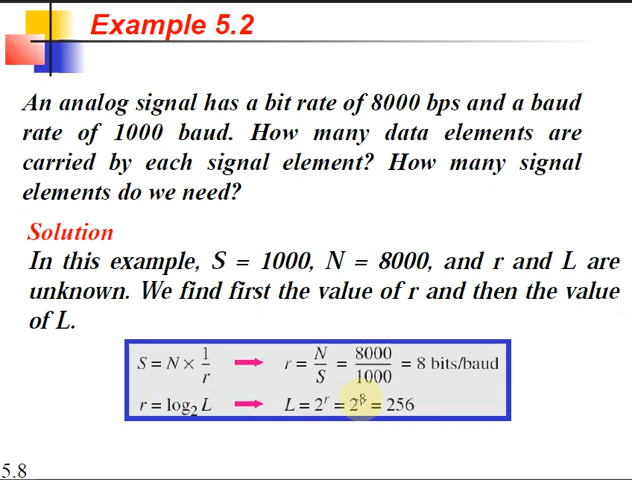 Example 5.2
An analog signal has a bit rate of 8000 bps and a baud
rate of 1000 baud. How many data elements are
carried by each signal element? How many signal
elements do we need?
Solution
In this example, S = 1000, N = 8000, and r and L are
unknown. We find first the value of r and then the value
of L.
S = N × 1/r → r = N/S = 8000/1000 = 8 bits/baud
r = log₂ L → L = 2ʳ = 2⁸ = 256
5.8